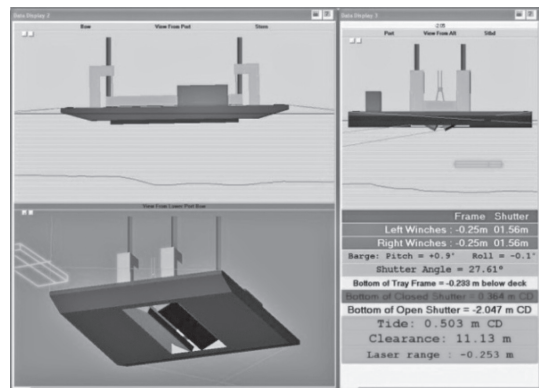 Data Display 2
Bow View From Port Stern
View From Lower Port Bow
Data Display 3
Port View From Aft Stbd
Frame Shutter
Left Winches : -0.25m 01.56m
Right Winches : -0.25m 01.56m
Barge: Pitch = +0.9° Roll = -0.1°
Shutter Angle = 27.61°
Bottom of Tray Frame = -0.233 m below deck
Bottom of Closed Shutter = 0.364 m CD
Bottom of Open Shutter = -2.047 m CD
Tide: 0.503 m CD
Clearance: 11.13 m
Laser range : -0.253 m